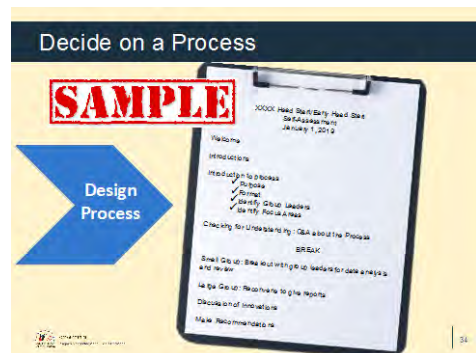 Decide on a Process
SAMPLE
Design
Process
XXXX Head Start/Early Head Start
Self-Assessment
January 1, 2019
Welcome
Introductions
Introduction to process
✓ Purpose
✓ Format
✓ Identify Group Leaders
✓ Identify Focus Areas
Checking for Understanding: Q&A about the Process
BREAK
Small Group: Breakout with group leaders for data analysis
and review
Large Group: Reconvene to give reports
Discussion of Innovations
Make Recommendations